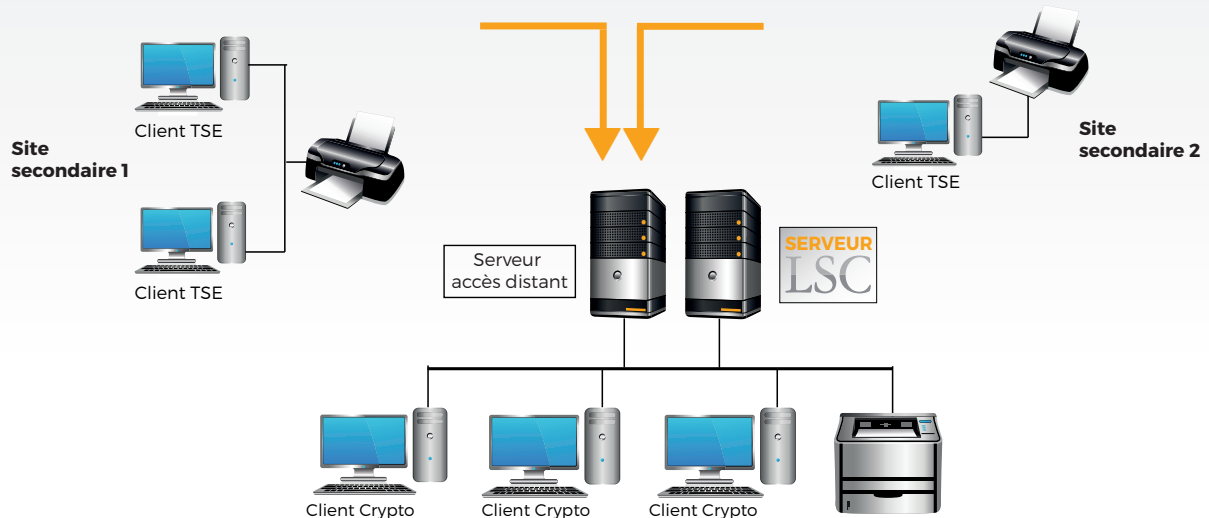 Client TSE
Site
secondaire 1
Client TSE
Serveur
accès distant
SERVEUR
LSC
Client TSE
Site
secondaire 2
Client Crypto
Client Crypto
Client Crypto